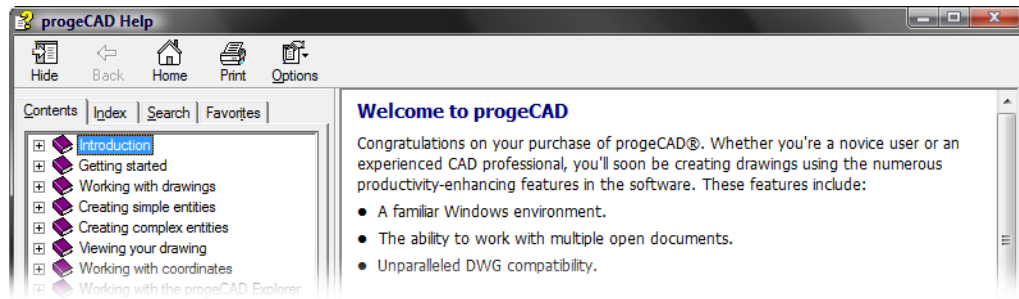 progeCAD Help
Hide Back Home Print Options
Contents Index Search Favorites
Introduction
Getting started
Working with drawings
Creating simple entities
Creating complex entities
Viewing your drawing
Working with coordinates
Working with the progeCAD Explorer
Welcome to progeCAD
Congratulations on your purchase of progeCAD®. Whether you're a novice user or an
experienced CAD professional, you'll soon be creating drawings using the numerous
productivity-enhancing features in the software. These features include:
● A familiar Windows environment.
● The ability to work with multiple open documents.
● Unparalleled DWG compatibility.